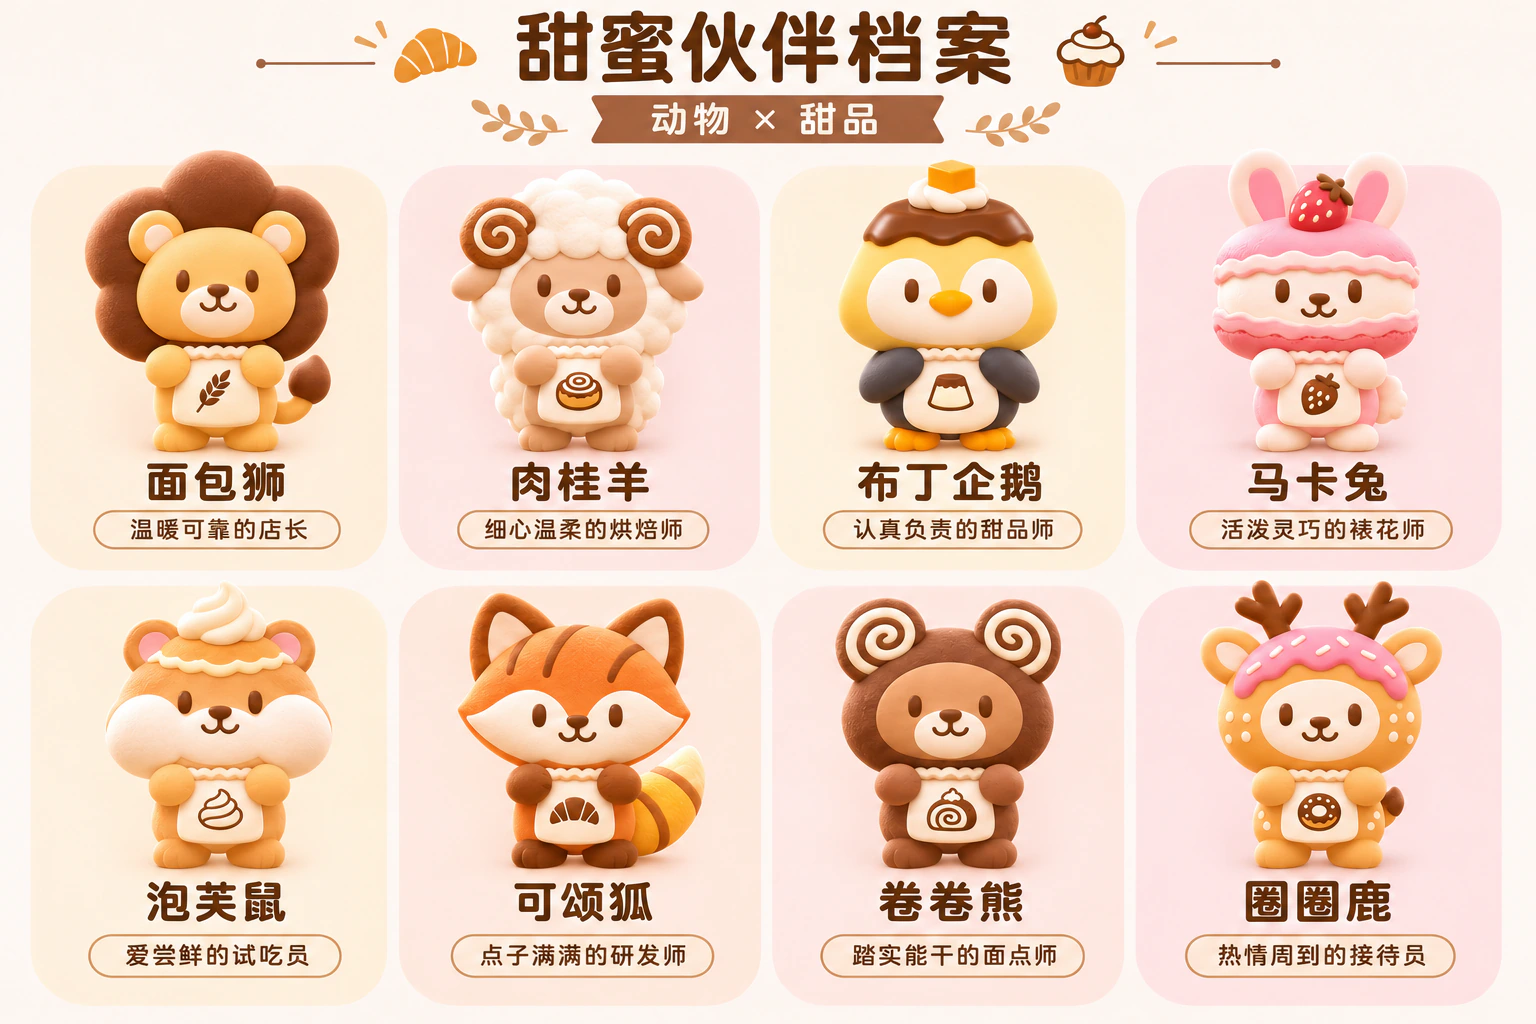 甜蜜伙伴档案
动物 × 甜品
面包狮
温暖可靠的店长
肉桂羊
细心温柔的烘焙师
布丁企鹅
认真负责的甜品师
马卡兔
活泼灵巧的裱花师
泡芙鼠
爱尝鲜的试吃员
可颂狐
点子满满的研发师
卷卷熊
踏实能干的面点师
圈圈鹿
热情周到的接待员